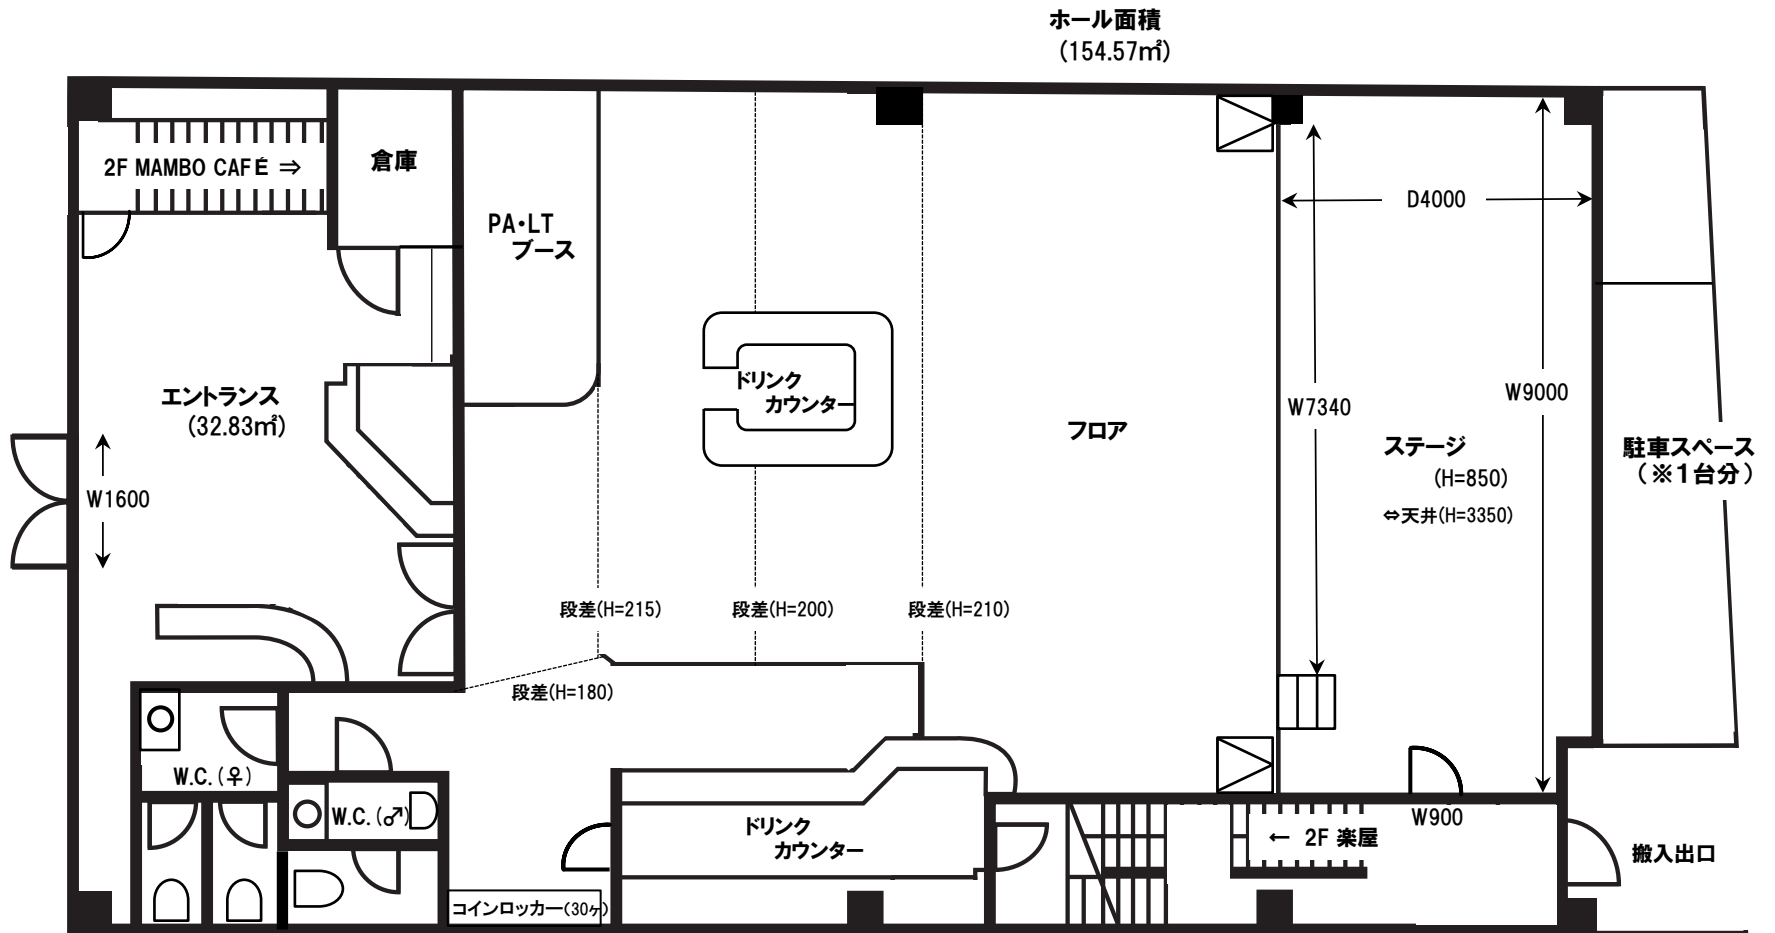 ホール面積
(154.57㎡)
2F MAMBO CAFÉ ⇒
倉庫
PA・LT
ブース
D4000
エントランス
(32.83㎡)
ドリンク
カウンター
フロア
W7340
W9000
ステージ
(H=850)
⇔天井(H=3350)
駐車スペース
(※1台分)
W1600
段差(H=215)
段差(H=200)
段差(H=210)
段差(H=180)
W.C.(♀)
W.C.(♂)
ドリンク
カウンター
← 2F 楽屋
W900
搬入出口
コインロッカー(30ヶ)